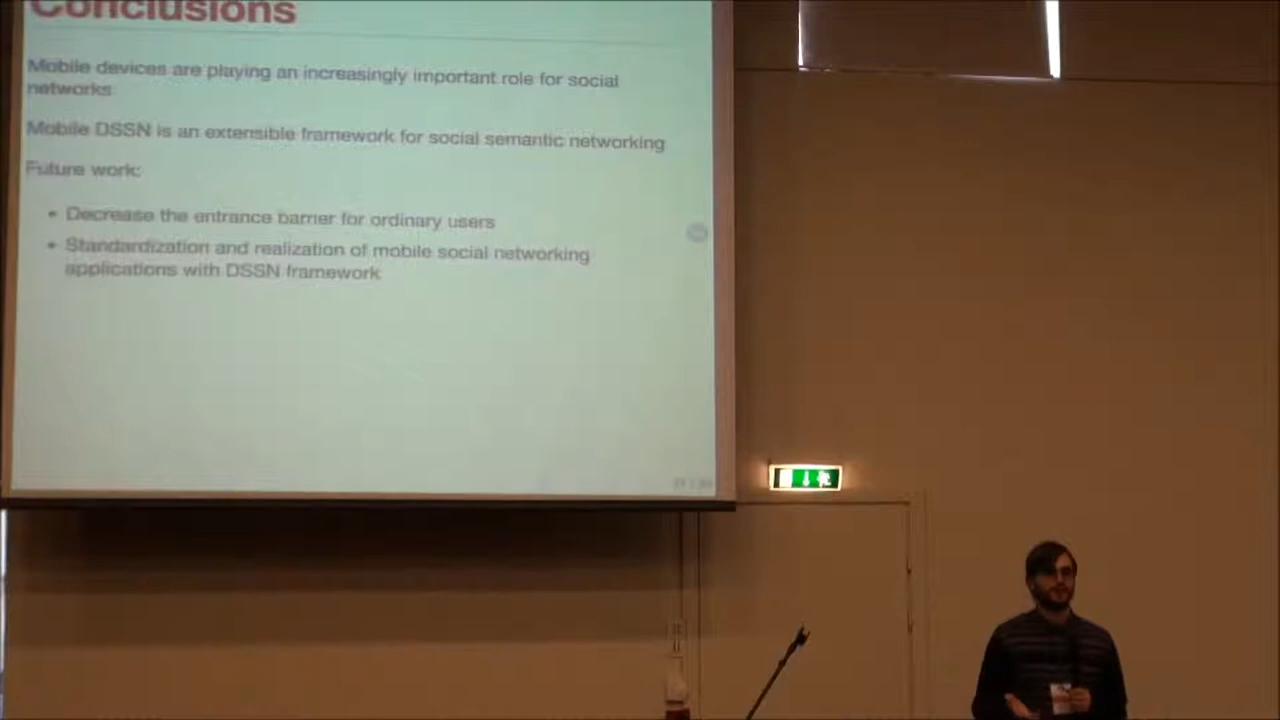 Conclusions
Mobile devices are playing an increasingly important role for social
networks
Mobile DSSN is an extensible framework for social semantic networking
Future work:
• Decrease the entrance barrier for ordinary users
• Standardization and realization of mobile social networking
applications with DSSN framework